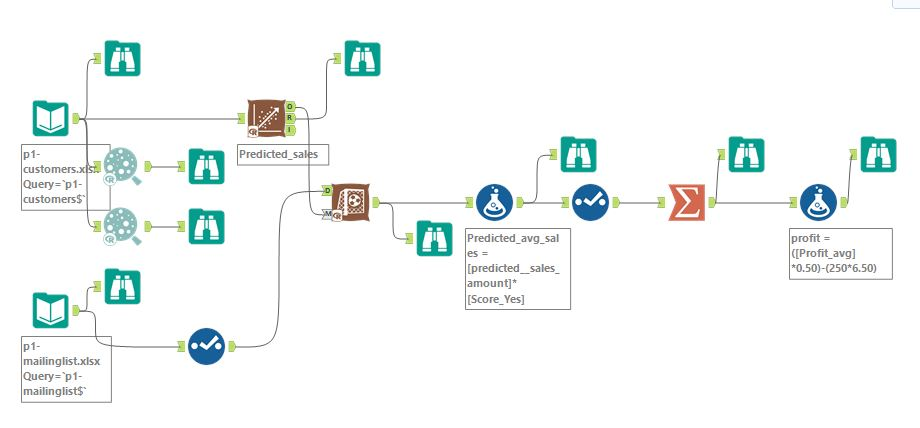 O
R
I
p1-
customers.xlsx
Query=`p1-
customers$`
Predicted_sales
D
M
Predicted_avg_sal
es =
[predicted__sales_
amount]*
[Score_Yes]
profit =
([Profit_avg]
*0.50)-(250*6.50)
p1-
mailinglist.xlsx
Query=`p1-
mailinglist$`